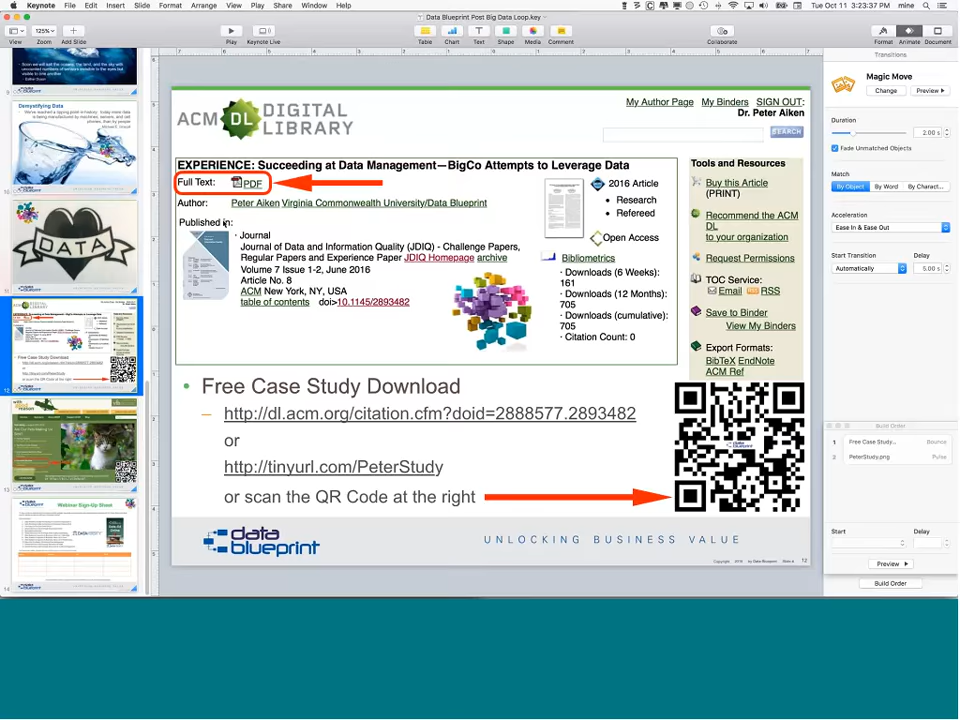 Keynote File Edit Insert Slide Format Arrange View Play Share Window Help
Tue Oct 11 3:23:37 PM mine
Data Blueprint Post Big Data Loop.key
125%
View Zoom Add Slide
Play Keynote Live
Table Chart Text Shape Media Comment
Collaborate
Format Animate Document
Transitions
Magic Move
Change Preview
Duration
2.00 s
Fade Unmatched Objects
Match
By Object By Word By Charact...
Acceleration
Ease In & Ease Out
Start Transition Delay
Automatically 5.00 s
Build Order
1 Free Case Study... Bounce
2 PeterStudy.png Pulse
Start Delay
Preview
Build Order
Demystifying Data
DATA
Webinar Sign-Up Sheet
ACM DL DIGITAL
LIBRARY
My Author Page My Binders SIGN OUT:
Dr. Peter Aiken
SEARCH
EXPERIENCE: Succeeding at Data Management—BigCo Attempts to Leverage Data
Full Text: PDF
Author: Peter Aiken Virginia Commonwealth University/Data Blueprint
Published in:
· Journal
Journal of Data and Information Quality (JDIQ) - Challenge Papers,
Regular Papers and Experience Paper JDIQ Homepage archive
Volume 7 Issue 1-2, June 2016
Article No. 8
ACM New York, NY, USA
table of contents doi>10.1145/2893482
2016 Article
• Research
• Refereed
Open Access
Bibliometrics
· Downloads (6 Weeks):
161
· Downloads (12 Months):
705
· Downloads (cumulative):
705
· Citation Count: 0
Tools and Resources
Buy this Article
(PRINT)
Recommend the ACM
DL
to your organization
Request Permissions
TOC Service:
Email RSS
Save to Binder
View My Binders
Export Formats:
BibTeX EndNote
ACM Ref
• Free Case Study Download
– http://dl.acm.org/citation.cfm?doid=2888577.2893482
or
http://tinyurl.com/PeterStudy
or scan the QR Code at the right
data
blueprint
UNLOCKING BUSINESS VALUE
12